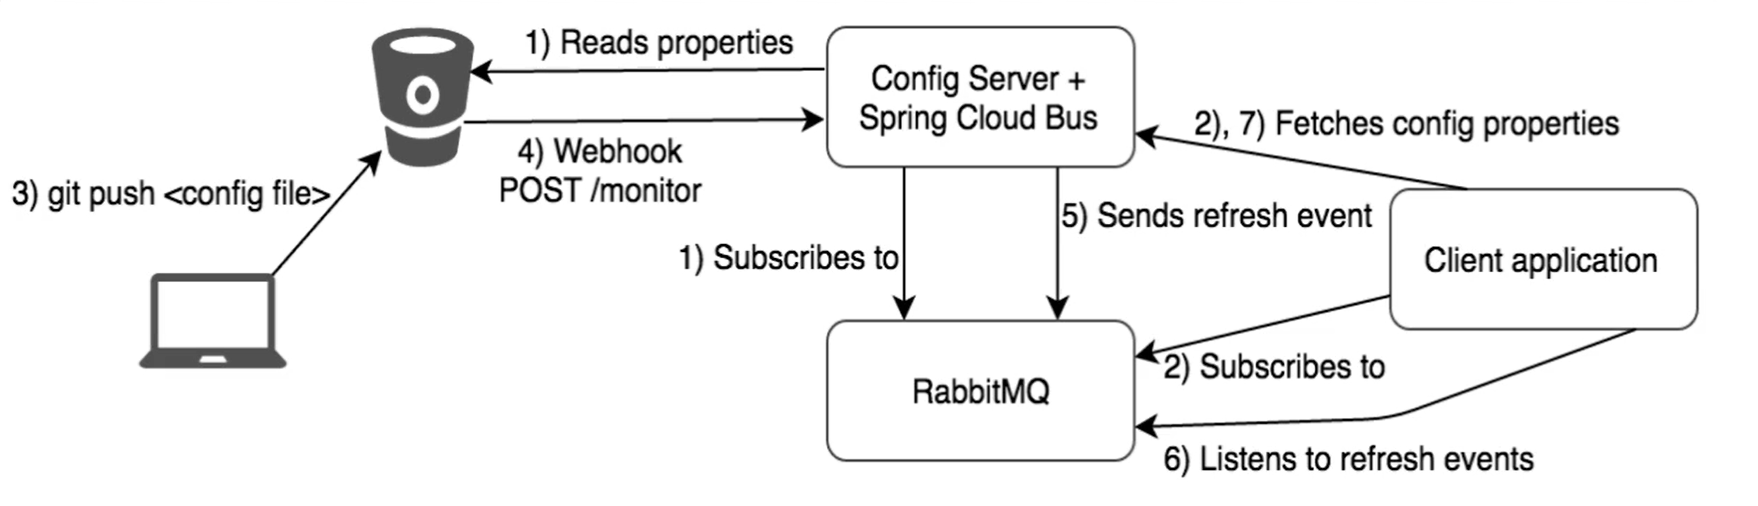 1) Reads properties
Config Server +
Spring Cloud Bus
2), 7) Fetches config properties
4) Webhook
POST /monitor
3) git push <config file>
5) Sends refresh event
1) Subscribes to
Client application
2) Subscribes to
RabbitMQ
6) Listens to refresh events